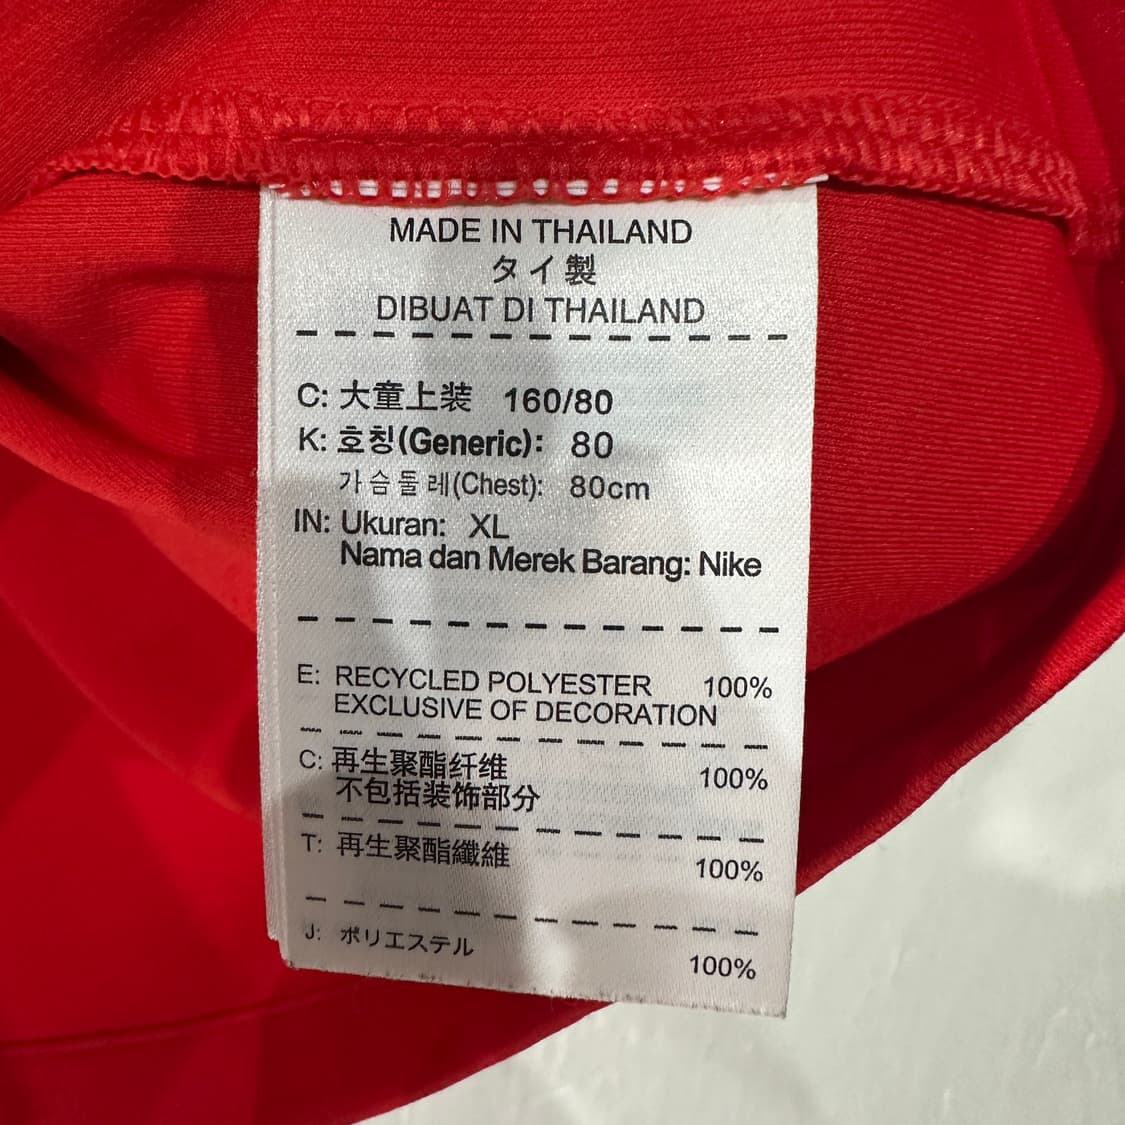 MADE IN THAILAND
タイ製
DIBUAT DI THAILAND
C: 大童上装 160/80
K: 호칭(Generic): 80
가슴둘레(Chest): 80cm
IN: Ukuran: XL
Nama dan Merek Barang: Nike
E: RECYCLED POLYESTER 100%
EXCLUSIVE OF DECORATION
C: 再生聚酯纤维 100%
不包括装饰部分
T: 再生聚酯纖維 100%
J: ポリエステル 100%